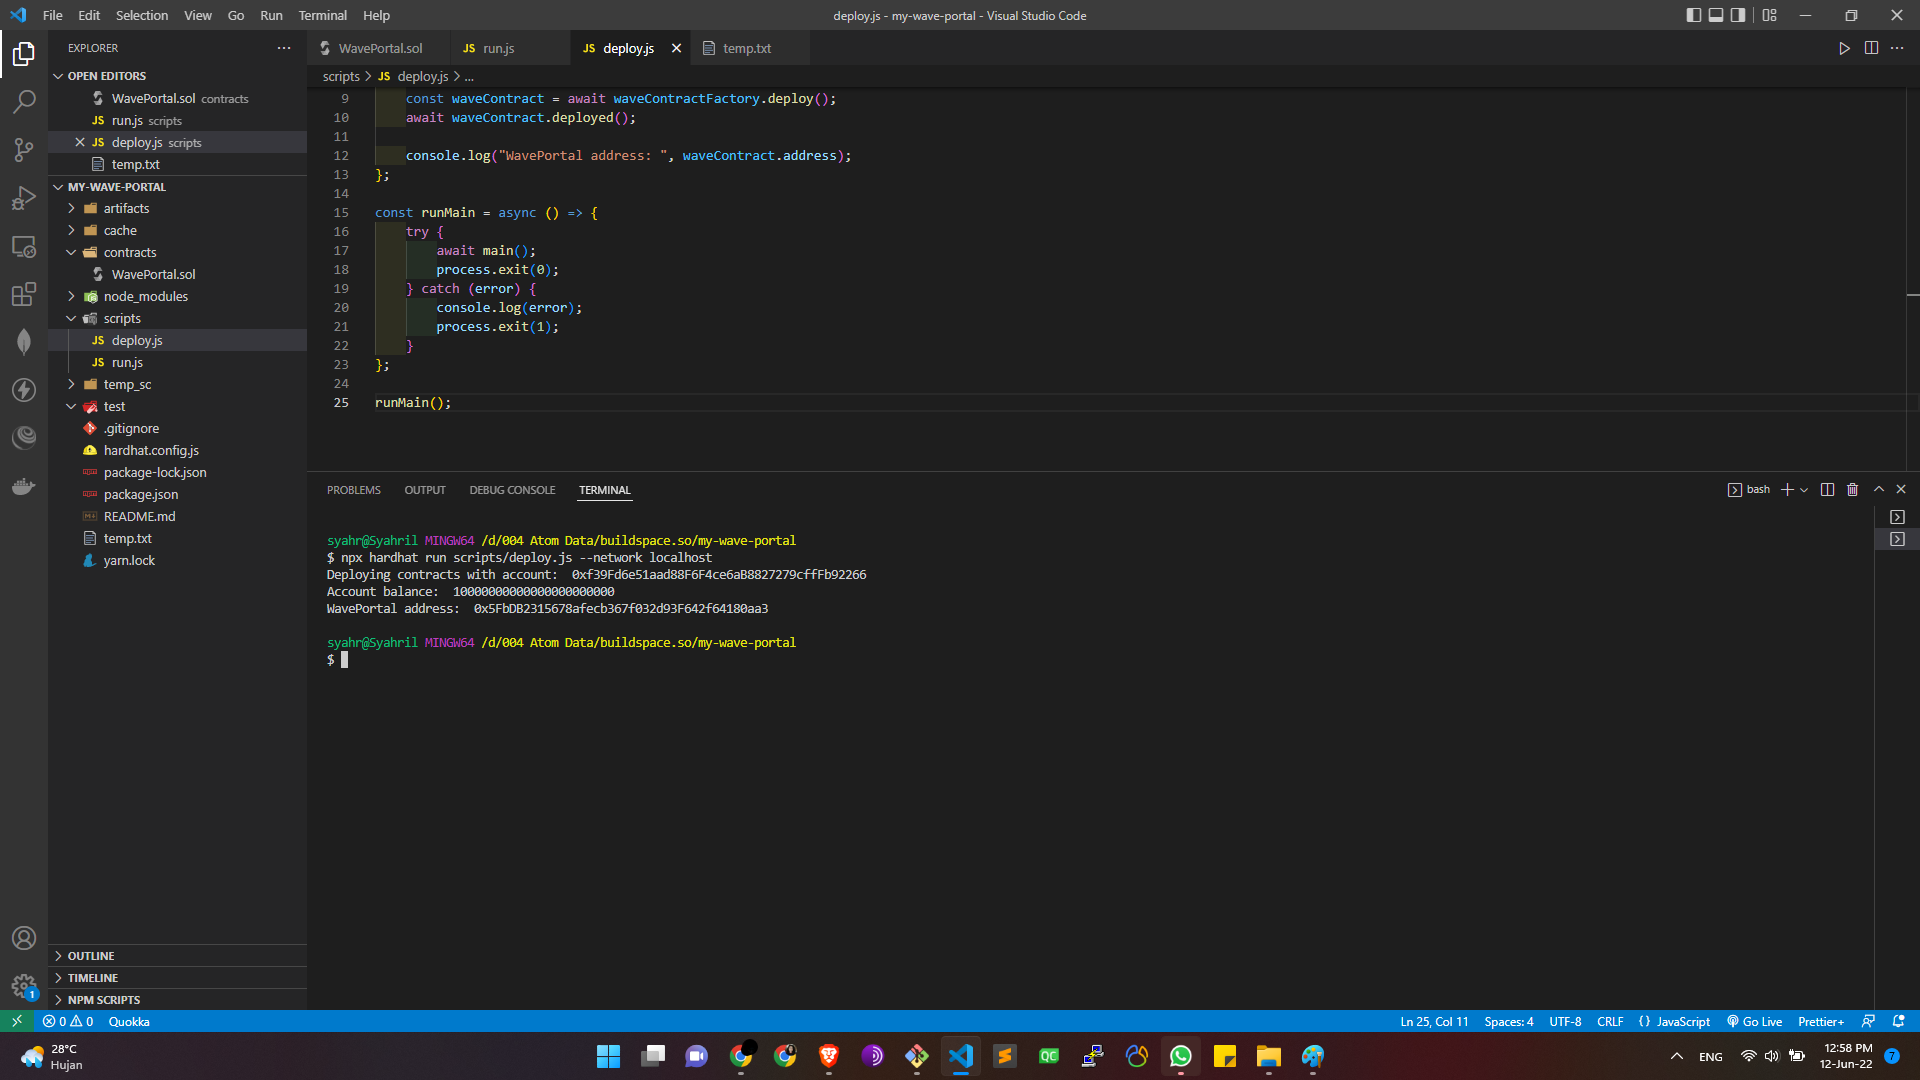 File Edit Selection View Go Run Terminal Help
deploy.js - my-wave-portal - Visual Studio Code
EXPLORER
OPEN EDITORS
WavePortal.sol contracts
JS run.js scripts
JS deploy.js scripts
temp.txt
MY-WAVE-PORTAL
artifacts
cache
contracts
WavePortal.sol
node_modules
scripts
JS deploy.js
JS run.js
temp_sc
test
.gitignore
hardhat.config.js
package-lock.json
package.json
README.md
temp.txt
yarn.lock
OUTLINE
TIMELINE
NPM SCRIPTS
WavePortal.sol JS run.js JS deploy.js temp.txt
scripts > JS deploy.js > ...
9 const waveContract = await waveContractFactory.deploy();
10 await waveContract.deployed();
11
12 console.log("WavePortal address: ", waveContract.address);
13 };
14
15 const runMain = async () => {
16 try {
17 await main();
18 process.exit(0);
19 } catch (error) {
20 console.log(error);
21 process.exit(1);
22 }
23 };
24
25 runMain();
PROBLEMS OUTPUT DEBUG CONSOLE TERMINAL
bash
syahr@Syahril MINGW64 /d/004 Atom Data/buildspace.so/my-wave-portal
$ npx hardhat run scripts/deploy.js --network localhost
Deploying contracts with account: 0xf39Fd6e51aad88F6F4ce6aB8827279cffFb92266
Account balance: 10000000000000000000000
WavePortal address: 0x5FbDB2315678afecb367f032d93F642f64180aa3
syahr@Syahril MINGW64 /d/004 Atom Data/buildspace.so/my-wave-portal
$
1
0 0 Quokka
Ln 25, Col 11 Spaces: 4 UTF-8 CRLF {} JavaScript Go Live Prettier+
28°C
Hujan
QC
ENG
12:58 PM
12-Jun-22
7